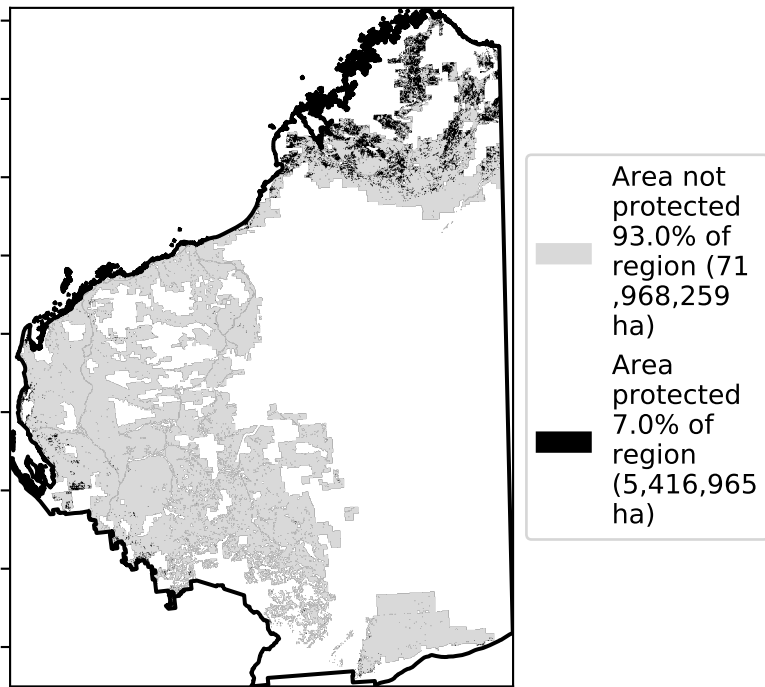 Area not
protected
93.0% of
region (71
,968,259
ha)
Area
protected
7.0% of
region
(5,416,965
ha)